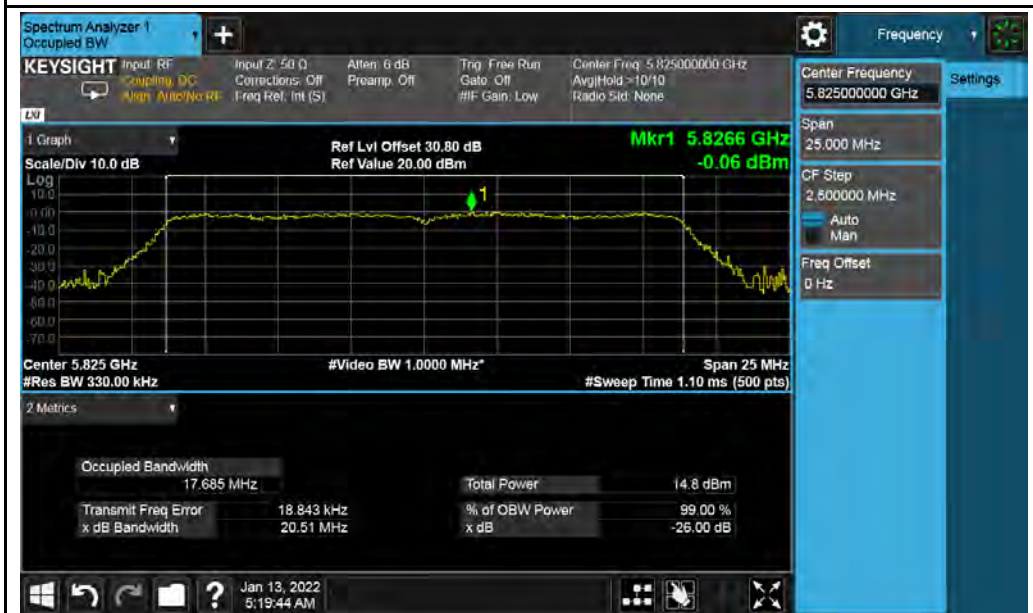 Spectrum Analyzer 1
Occupied BW
+
Frequency
KEYSIGHT
Input: RF
Coupling: DC
Align: Auto/No RF
Input Z: 50 Ω
Corrections: Off
Freq Ref: Int (S)
Atten: 6 dB
Preamp: Off
Trig: Free Run
Gate: Off
#IF Gain: Low
Center Freq: 5.825000000 GHz
Avg|Hold:>10/10
Radio Std: None
LXI
Center Frequency
5.825000000 GHz
Settings
Span
25.000 MHz
CF Step
2.500000 MHz
Auto
Man
Freq Offset
0 Hz
1 Graph
Scale/Div 10.0 dB
Ref Lvl Offset 30.80 dB
Ref Value 20.00 dBm
Mkr1 5.8266 GHz
-0.06 dBm
Log
10.0
0.00
-10.0
-20.0
-30.0
-40.0
-50.0
-60.0
-70.0
1
Center 5.825 GHz
#Res BW 330.00 kHz
#Video BW 1.0000 MHz*
Span 25 MHz
#Sweep Time 1.10 ms (500 pts)
2 Metrics
Occupied Bandwidth
17.685 MHz
Total Power 14.8 dBm
Transmit Freq Error 18.843 kHz
% of OBW Power 99.00 %
x dB Bandwidth 20.51 MHz
x dB -26.00 dB
?
Jan 13, 2022
5:19:44 AM